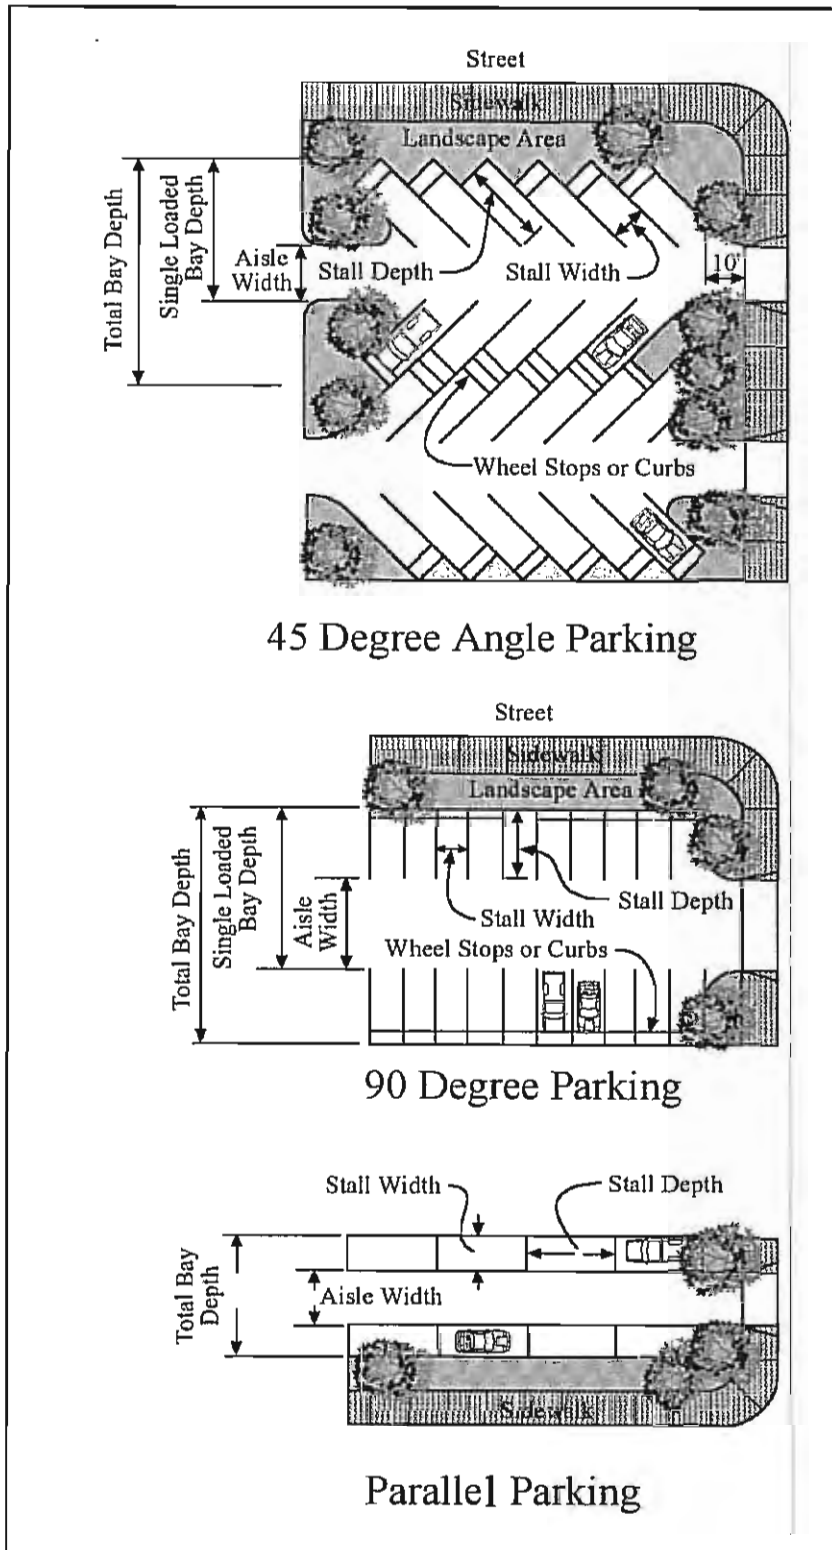 Street
Sidewalk
Landscape Area
Total Bay Depth
Single Loaded
Bay Depth
Aisle
Width
Stall Depth
Stall Width
10'
Wheel Stops or Curbs
45 Degree Angle Parking
Street
Sidewalk
Landscape Area
Total Bay Depth
Single Loaded
Bay Depth
Aisle
Width
Stall Width
Stall Depth
Wheel Stops or Curbs
90 Degree Parking
Stall Width
Stall Depth
Total Bay
Depth
Aisle Width
Sidewalk
Parallel Parking